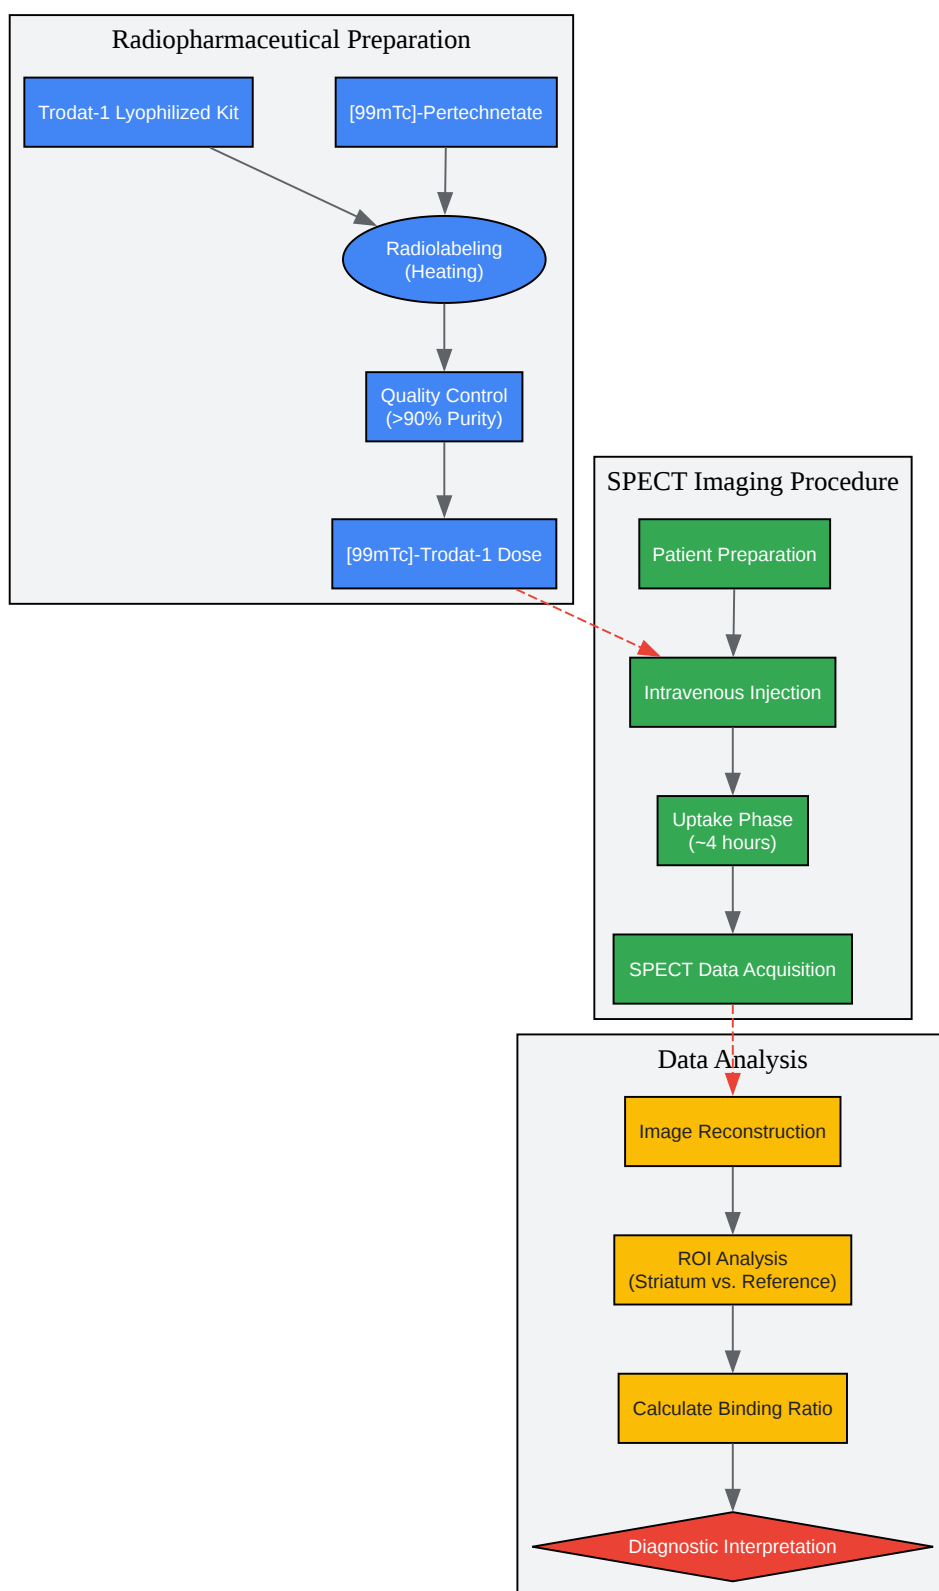 Radiopharmaceutical Preparation
Trodat-1 Lyophilized Kit
[99mTc]-Pertechnetate
Radiolabeling
(Heating)
Quality Control
(>90% Purity)
[99mTc]-Trodat-1 Dose
SPECT Imaging Procedure
Patient Preparation
Intravenous Injection
Uptake Phase
(~4 hours)
SPECT Data Acquisition
Data Analysis
Image Reconstruction
ROI Analysis
(Striatum vs. Reference)
Calculate Binding Ratio
Diagnostic Interpretation